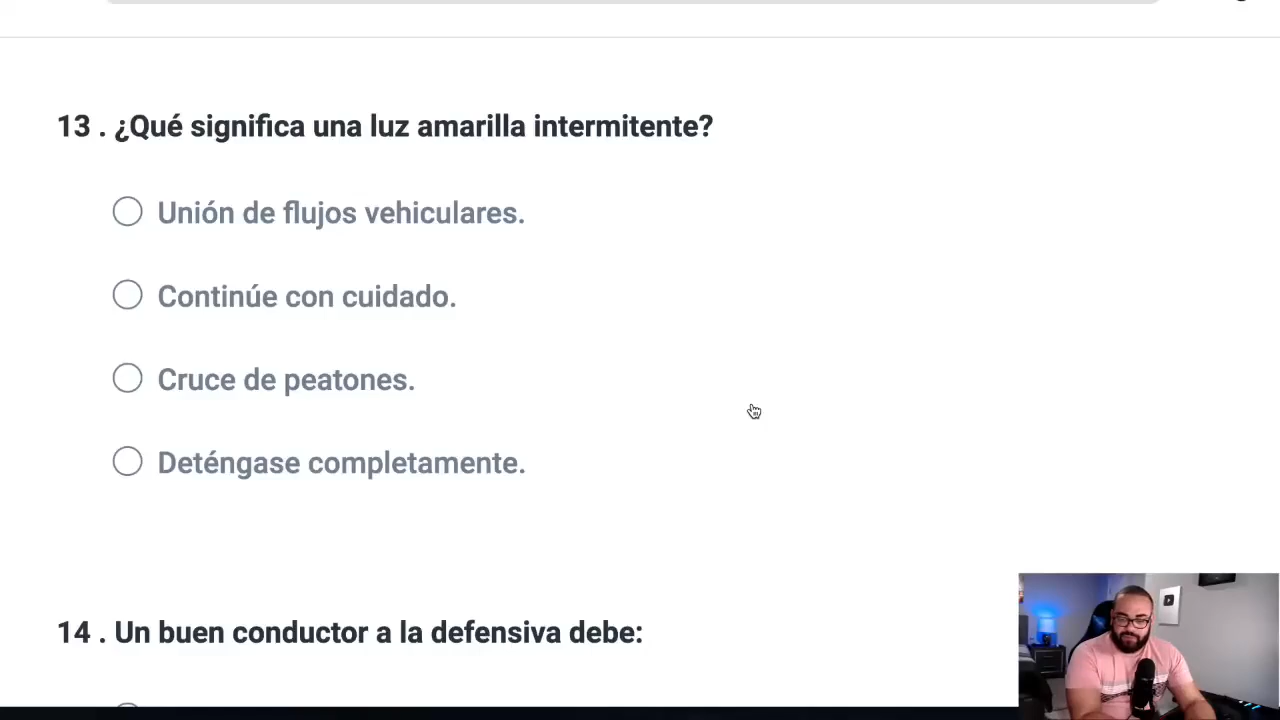 13 . ¿Qué significa una luz amarilla intermitente?
Unión de flujos vehiculares.
Continúe con cuidado.
Cruce de peatones.
Deténgase completamente.
14 . Un buen conductor a la defensiva debe: